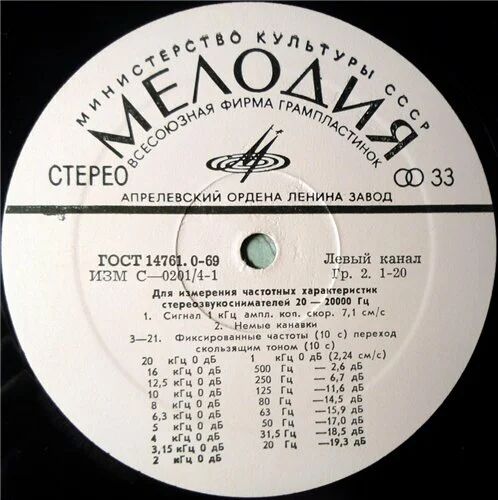 МИНИСТЕРСТВО КУЛЬТУРЫ СССР
МЕЛОДИЯ
ВСЕСОЮЗНАЯ ФИРМА ГРАМПЛАСТИНОК
СТЕРЕО 33
АПРЕЛЕВСКИЙ ОРДЕНА ЛЕНИНА ЗАВОД
ГОСТ 14761.0-69 Левый канал
ИЗМ С—0201/4-1 Гр. 2. 1-20
Для измерения частотных характеристик
стереозвукоснимателей 20 — 20000 Гц
1. Сигнал 1 кГц ампл. кол. скор. 7,1 см/с
2. Немые канавки
3—21. Фиксированные частоты (10 с) переход
скользящим тоном (10 с)
20 кГц 0 дБ 1 кГц 0 дБ (2,24 см/с)
16 кГц 0 дБ 500 Гц — 2,6 дБ
12,5 кГц 0 дБ 250 Гц — 6,7 дБ
10 кГц 0 дБ 125 Гц —11,6 дБ
8 кГц 0 дБ 80 Гц —14,5 дБ
6,3 кГц 0 дБ 63 Гц —15,9 дБ
5 кГц 0 дБ 50 Гц —17,0 дБ
4 кГц 0 дБ 31,5 Гц —18,5 дБ
3,15 кГц 0 дБ 20 Гц —19,3 дБ
2 кГц 0 дБ